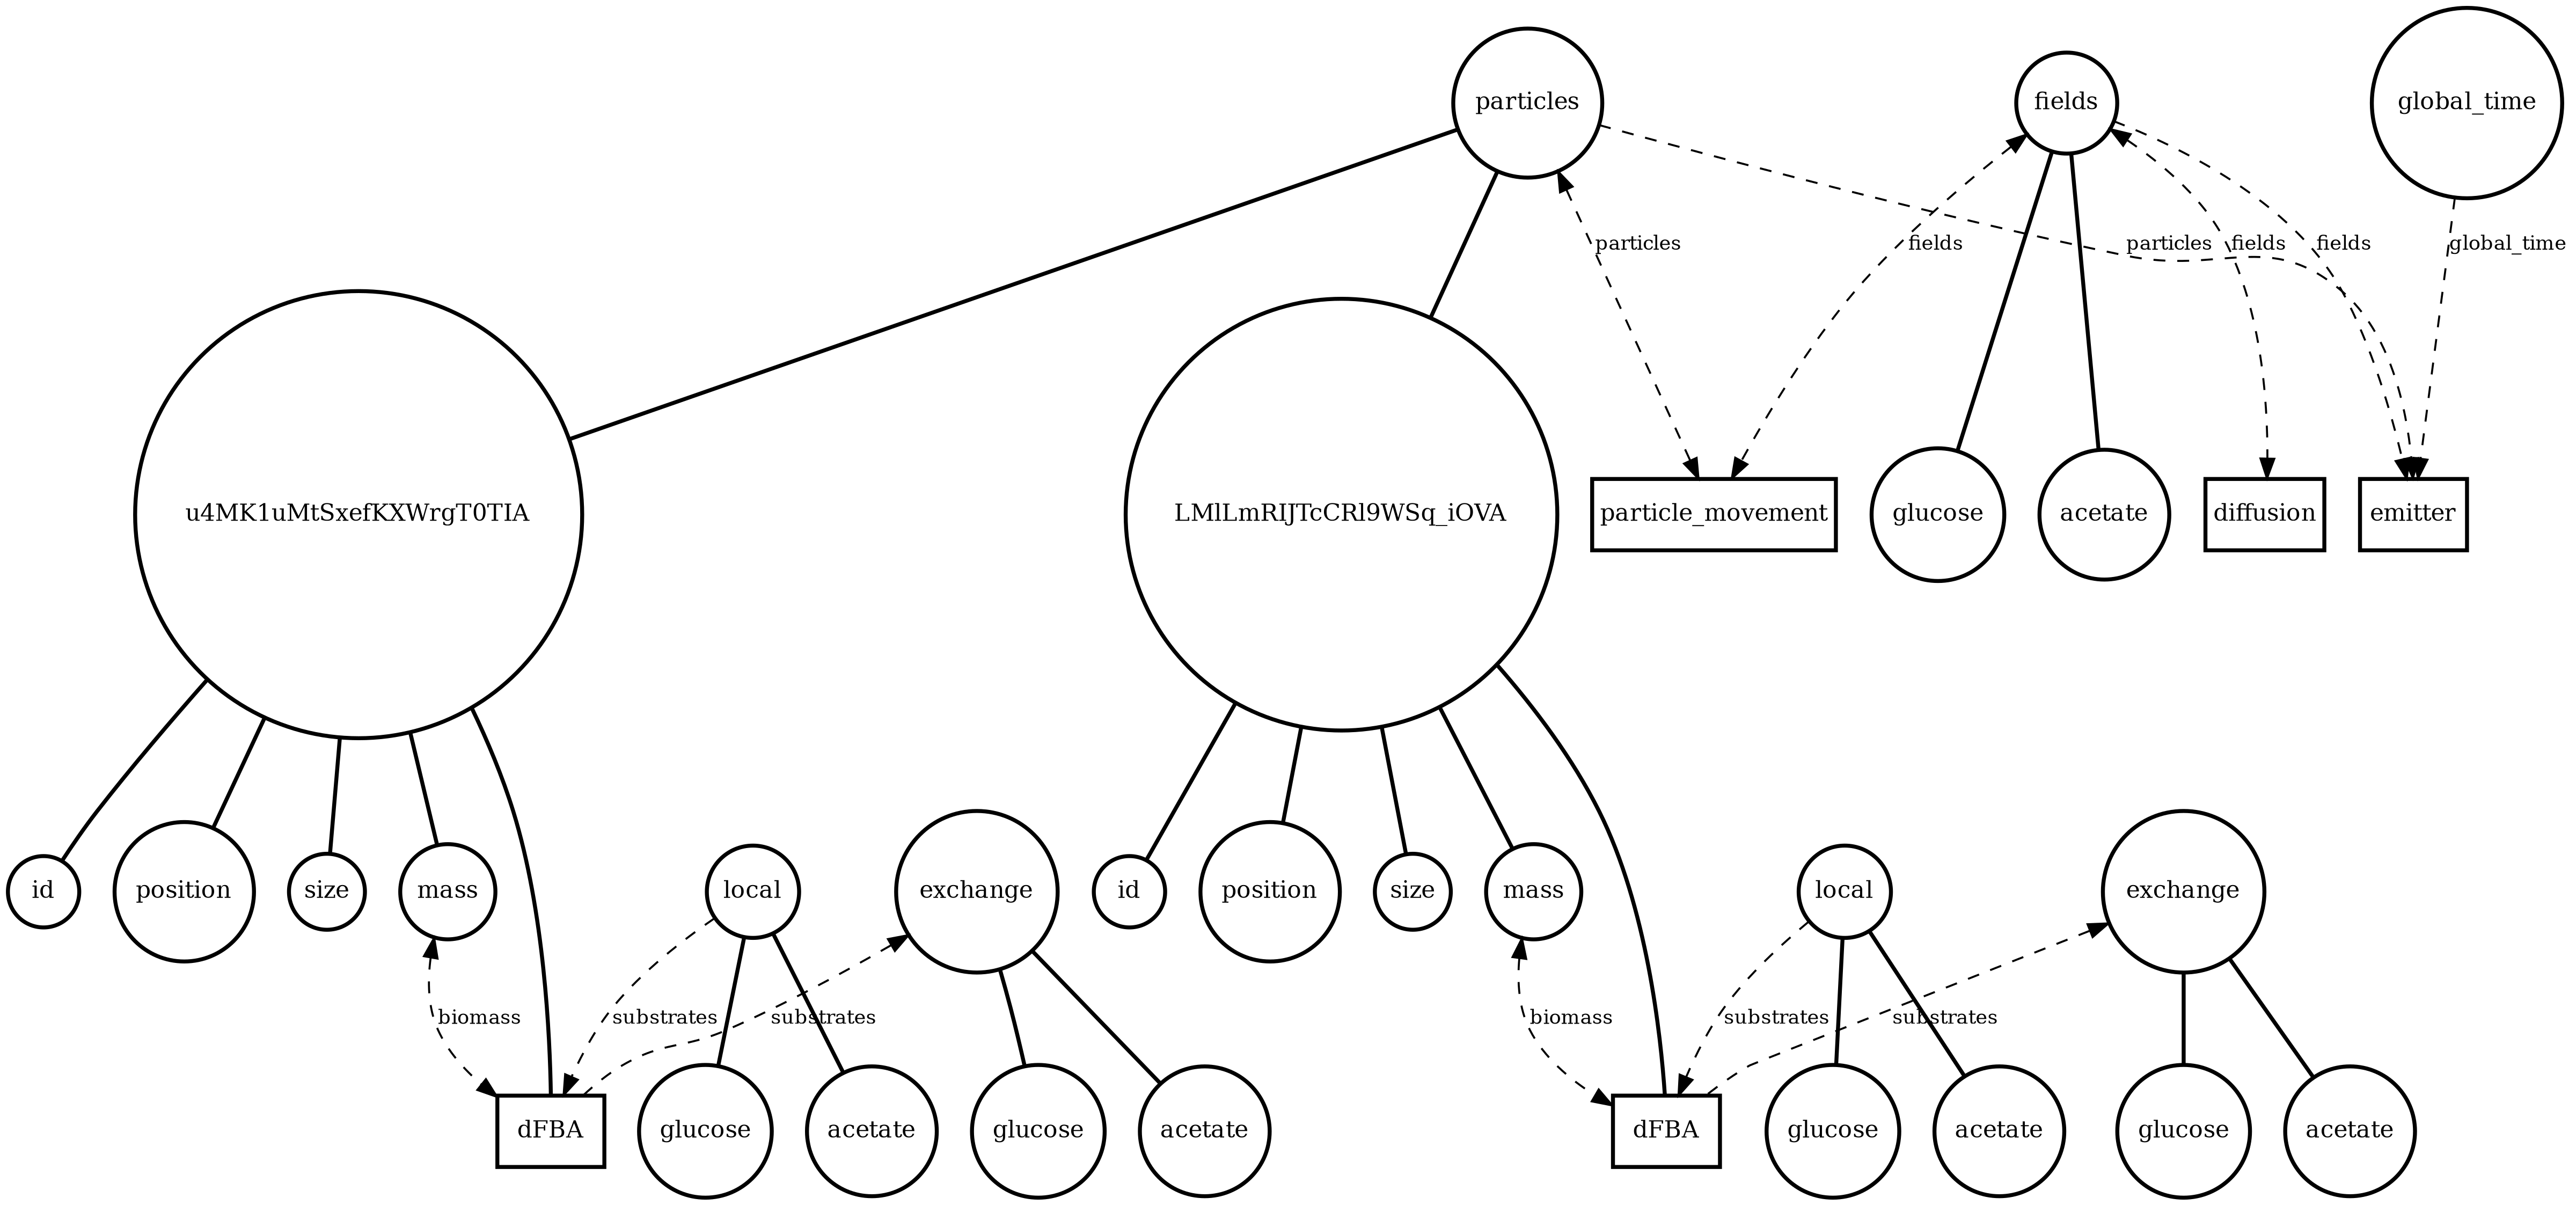 particles
fields
global_time
particles
fields
particles
fields
fields
global_time
u4MK1uMtSxefKXWrgT0TIA
LMlLmRIJTcCRl9WSq_iOVA
particle_movement
glucose
acetate
diffusion
emitter
id
position
size
mass
local
exchange
id
position
size
mass
local
exchange
biomass
substrates
substrates
biomass
substrates
substrates
dFBA
glucose
acetate
glucose
acetate
dFBA
glucose
acetate
glucose
acetate